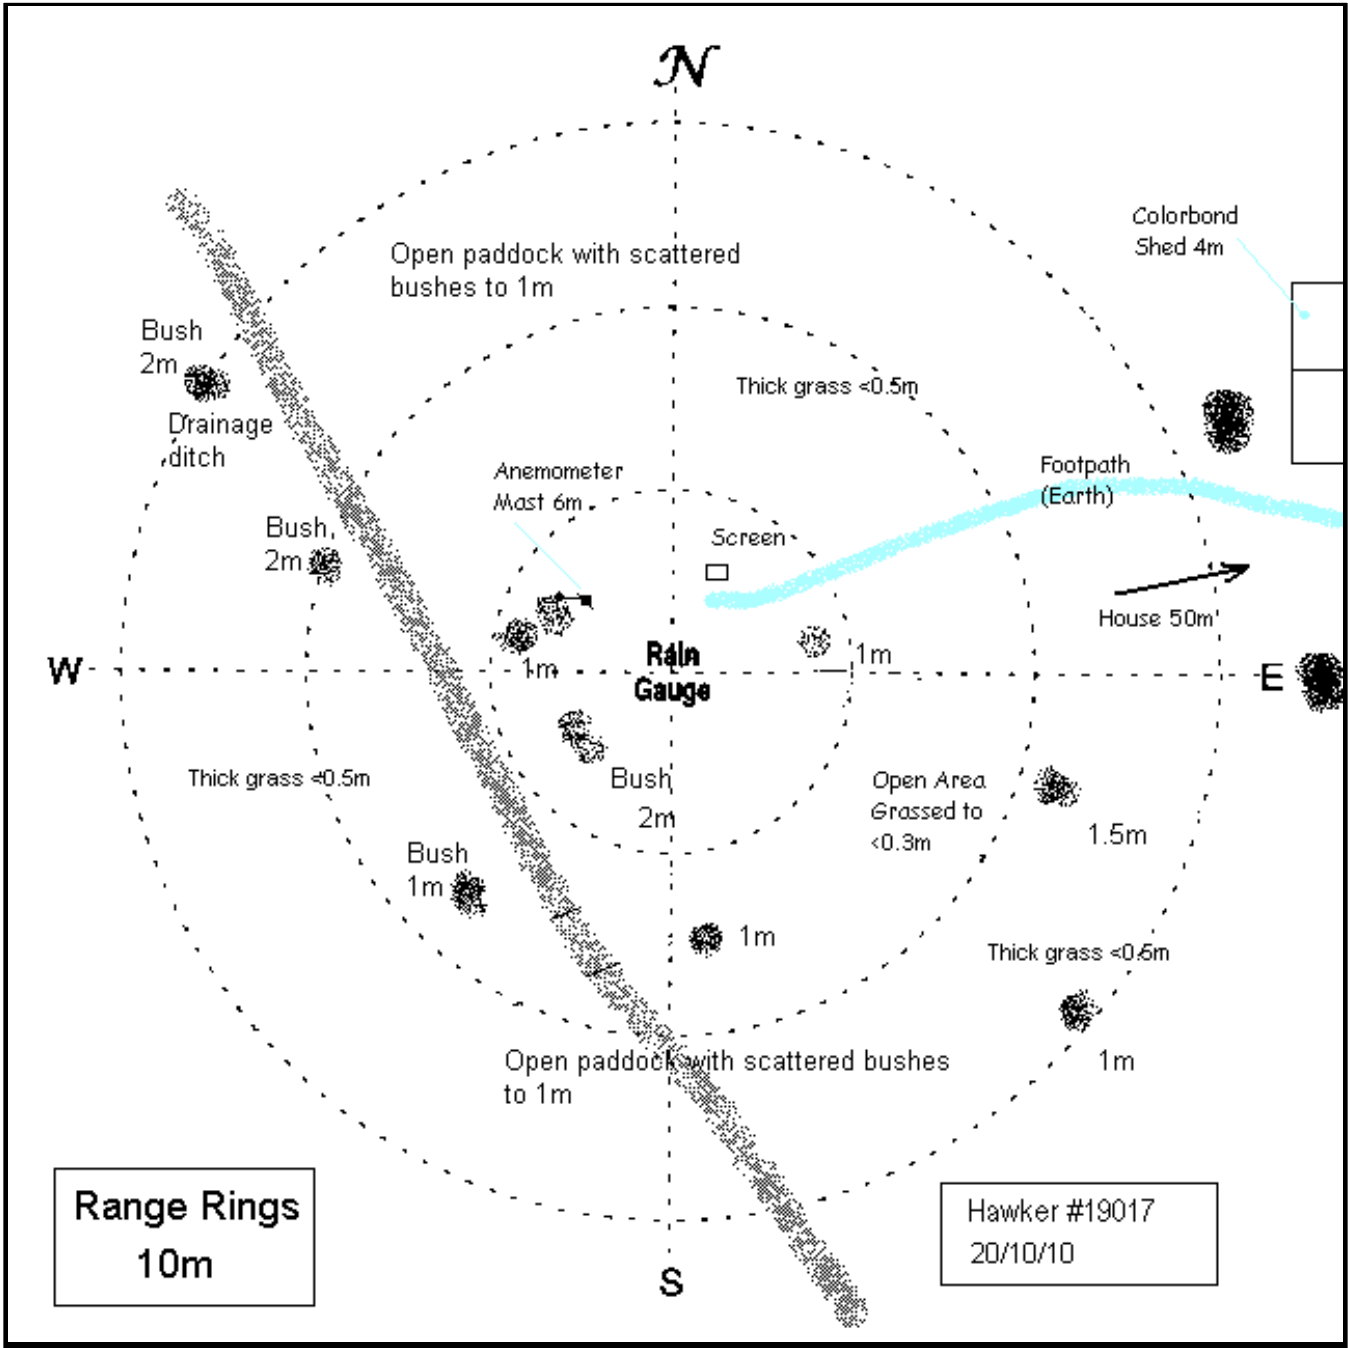 N
Colorbond
Shed 4m
Open paddock with scattered
bushes to 1m
Bush
2m
Thick grass <0.5m
Drainage
ditch
Anemometer
Mast 6m
Footpath
(Earth)
Bush
2m
Screen
House 50m
W
1m
Rain
Gauge
1m
E
Thick grass <0.5m
Bush
2m
Open Area
Grassed to
<0.3m
1.5m
Bush
1m
1m
Thick grass <0.5m
Open paddock with scattered bushes
to 1m
1m
Range Rings
10m
S
Hawker #19017
20/10/10